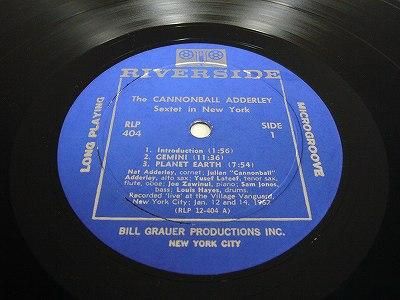 RIVERSIDE
The CANNONBALL ADDERLEY
Sextet in New York
RLP
404
SIDE
1
LONG PLAYING
MICROGROOVE
1. Introduction (1:56)
2. GEMINI (11:36)
3. PLANET EARTH (7:54)
Nat Adderley, cornet; Julian "Cannonball"
Adderley, alto sax; Yusef Lateef, tenor sax,
flute, oboe; Joe Zawinul, piano; Sam Jones,
bass; Louis Hayes, drums.
Recorded 'live' at the Village Vanguard,
New York City; Jan. 12 and 14, 1962
(RLP 12-404 A)
BILL GRAUER PRODUCTIONS INC.
NEW YORK CITY